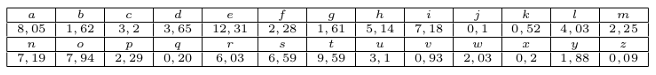 a b c d e f g h i j k l m
8,05 1,62 3,2 3,65 12,31 2,28 1,61 5,14 7,18 0,1 0,52 4,03 2,25
n o p q r s t u v w x y z
7,19 7,94 2,29 0,20 6,03 6,59 9,59 3,1 0,93 2,03 0,2 1,88 0,09